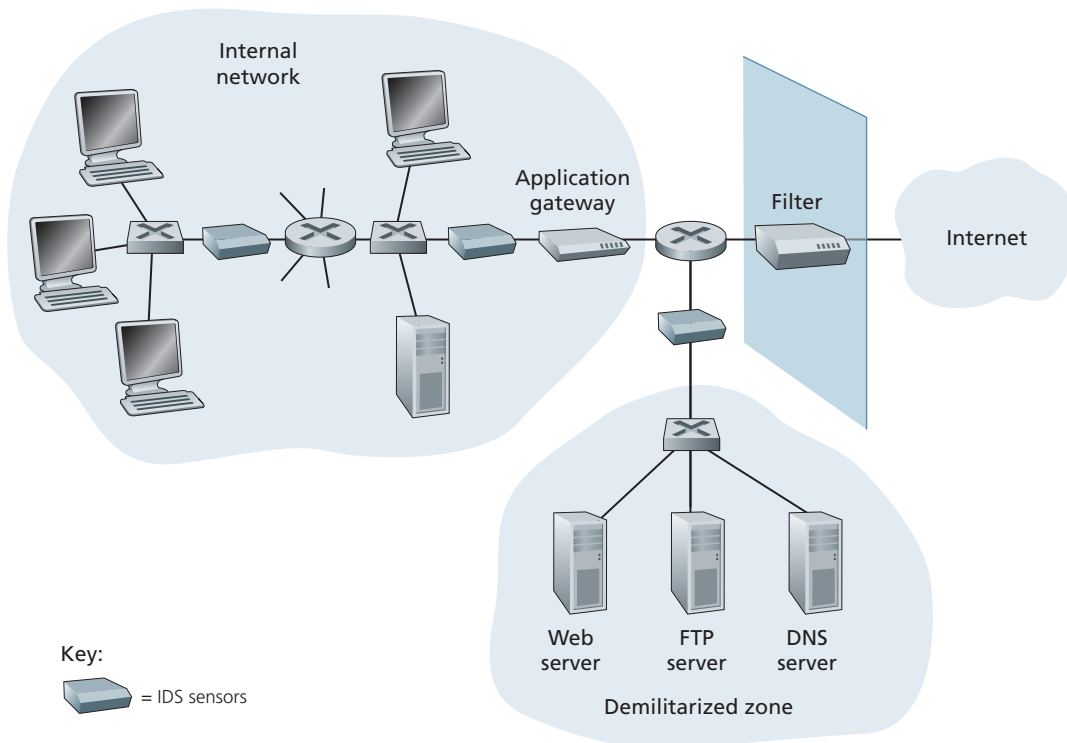 Internal
network
Application
gateway
Filter
Internet
Web
server
FTP
server
DNS
server
Key:
= IDS sensors
Demilitarized zone